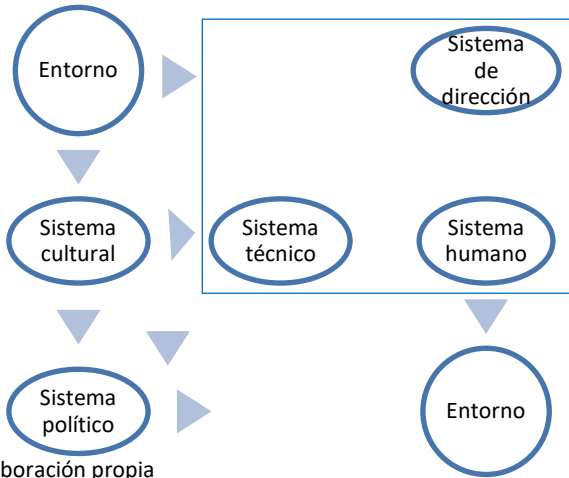 Entorno
Sistema
de
dirección
Sistema
cultural
Sistema
técnico
Sistema
humano
Sistema
político
Entorno
boración propia